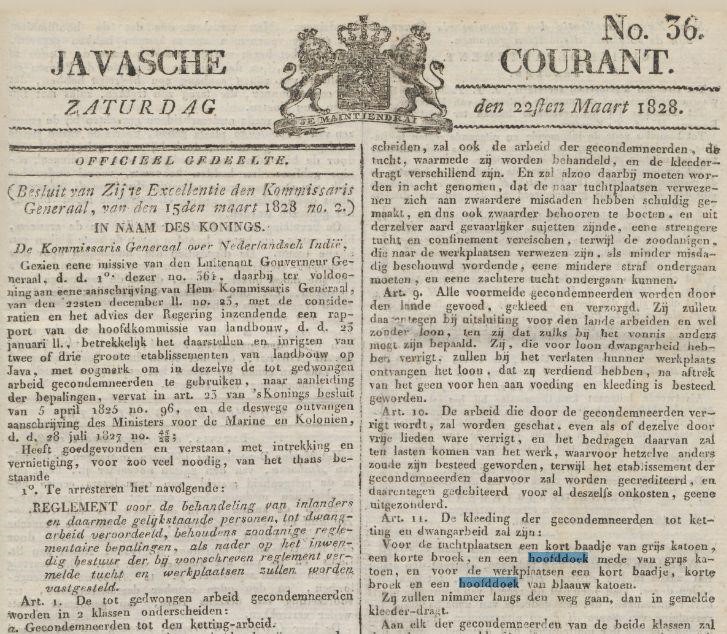 No. 36.
JAVASCHE COURANT.
JE MAINTIENDRAI
ZATURDAG den 22sten Maart 1828.
OFFICIEEL GEDEELTE.
(Besluit van Zijne Excellentie den Kommissaris
Generaal, van den 15den maart 1828 no. 2.)
IN NAAM DES KONINGS.
De Kommissaris Generaal over Nederlandsch Indië,
Gezien eene missive van den Luitenant Gouverneur Ge-
neraal, d. d. 10 dezer no. 361, daarbij ter voldoe-
ning aan eene aanschrijving van Hem Kommissaris Generaal,
van den 22sten december ll. no. 25, met de conside-
ratien en het advies der Regering inzendende een rap-
port van de hoofdkommissie van landbouw, d. d. 23
januari ll., betrekkelijk het daarstellen en inrigten van
twee of drie groote etablissementen van landbouw op
Java, met oogmerk om in dezelve de tot gedwongen
arbeid gecondemneerden te gebruiken, naar aanleiding
der bepalingen, vervat in art. 23 van 's Konings besluit
van 5 april 1825 no. 96, en de deswege ontvangen
aanschrijving des Ministers voor de Marine en Kolonien,
d. d. 28 julij 1827 no.
Heeft goedgevonden en verstaan, met intrekking en
vernietiging, voor zoo veel noodig, van het thans be-
staande
1°. Te arresteren het navolgende:
REGLEMENT voor de behandeling van inlanders
en daarmede gelijkstaande personen, tot dwang-
arbeid veroordeeld, behoudens zoodanige regle-
mentaire bepalingen, als nader op het inwen-
dig bestuur der bij voorschreven reglement ver-
melde tucht en werkplaatsen zullen worden
vastgesteld.
Art. 1. De tot gedwongen arbeid gecondemneerden
worden in 2 klassen onderscheiden:
a. Gecondemneerden tot den ketting-arbeid.
scheiden, zal ook de arbeid der gecondemneerden, de
tucht, waarmede zij worden behandeld, en de kleeder-
dragt verschillend zijn. En zal alzoo daarbij moeten wor-
den in acht genomen, dat de naar tuchtplaatsen verweze-
nen zich aan zwaardere misdaden hebben schuldig ge-
maakt, en dus ook zwaarder behooren te boeten, en uit
derzelver aard gevaarlijker sujetten zijnde, eene strengere
tucht en confinement vereischen, terwijl de zoodanigen,
die naar de werkplaatsen verwezen zijn, als minder misda-
dig beschouwd wordende, eene mindere straf ondergaan
moeten, en eene zachtere tucht ondergaan kunnen.
Art. 9. Alle voormelde gecondemneerden worden door
den lande gevoed, gekleed en verzorgd. Zij zullen
daarentegen bij uitsluiting voor den lande arbeiden en wel
zonder loon, ten zij dat zulks bij het vonnis anders
mogt zijn bepaald. Zij, die voor loon dwangarbeid heb-
ben verrigt, zullen bij het verlaten hunner werkplaats
ontvangen het loon, dat zij verdiend hebben, na aftrek
van het geen voor hen aan voeding en kleeding is besteed
geworden.
Art. 10. De arbeid die door de gecondemneerden ver-
rigt wordt, zal worden geschat, even als of dezelve door
vrije lieden ware verrigt, en het bedragen daarvan zal
ten lasten komen van het werk, waarvoor hetzelve anders
zoude zijn besteed geworden, terwijl het etablissement der
gecondemneerden daarvoor zal worden gecrediteerd, en
daarentegen gedebiteerd voor al deszelfs onkosten, geene
uitgezonderd.
Art. 11. De kleeding der gecondemneerden tot ket-
ting en dwangarbeid zal zijn:
Voor de tuchtplaatsen een kort baadje van grijs katoen,
een korte broek, en een hoofddoek mede van grijs ka-
toen, en voor de werkplaatsen een kort baadje, korte
broek en een hoofddoek van blaauw katoen.
Zij zullen nimmer langs den weg gaan, dan in gemelde
kleeder-dragt.
Aan elk der gecondemneerden van de beide klassen zal